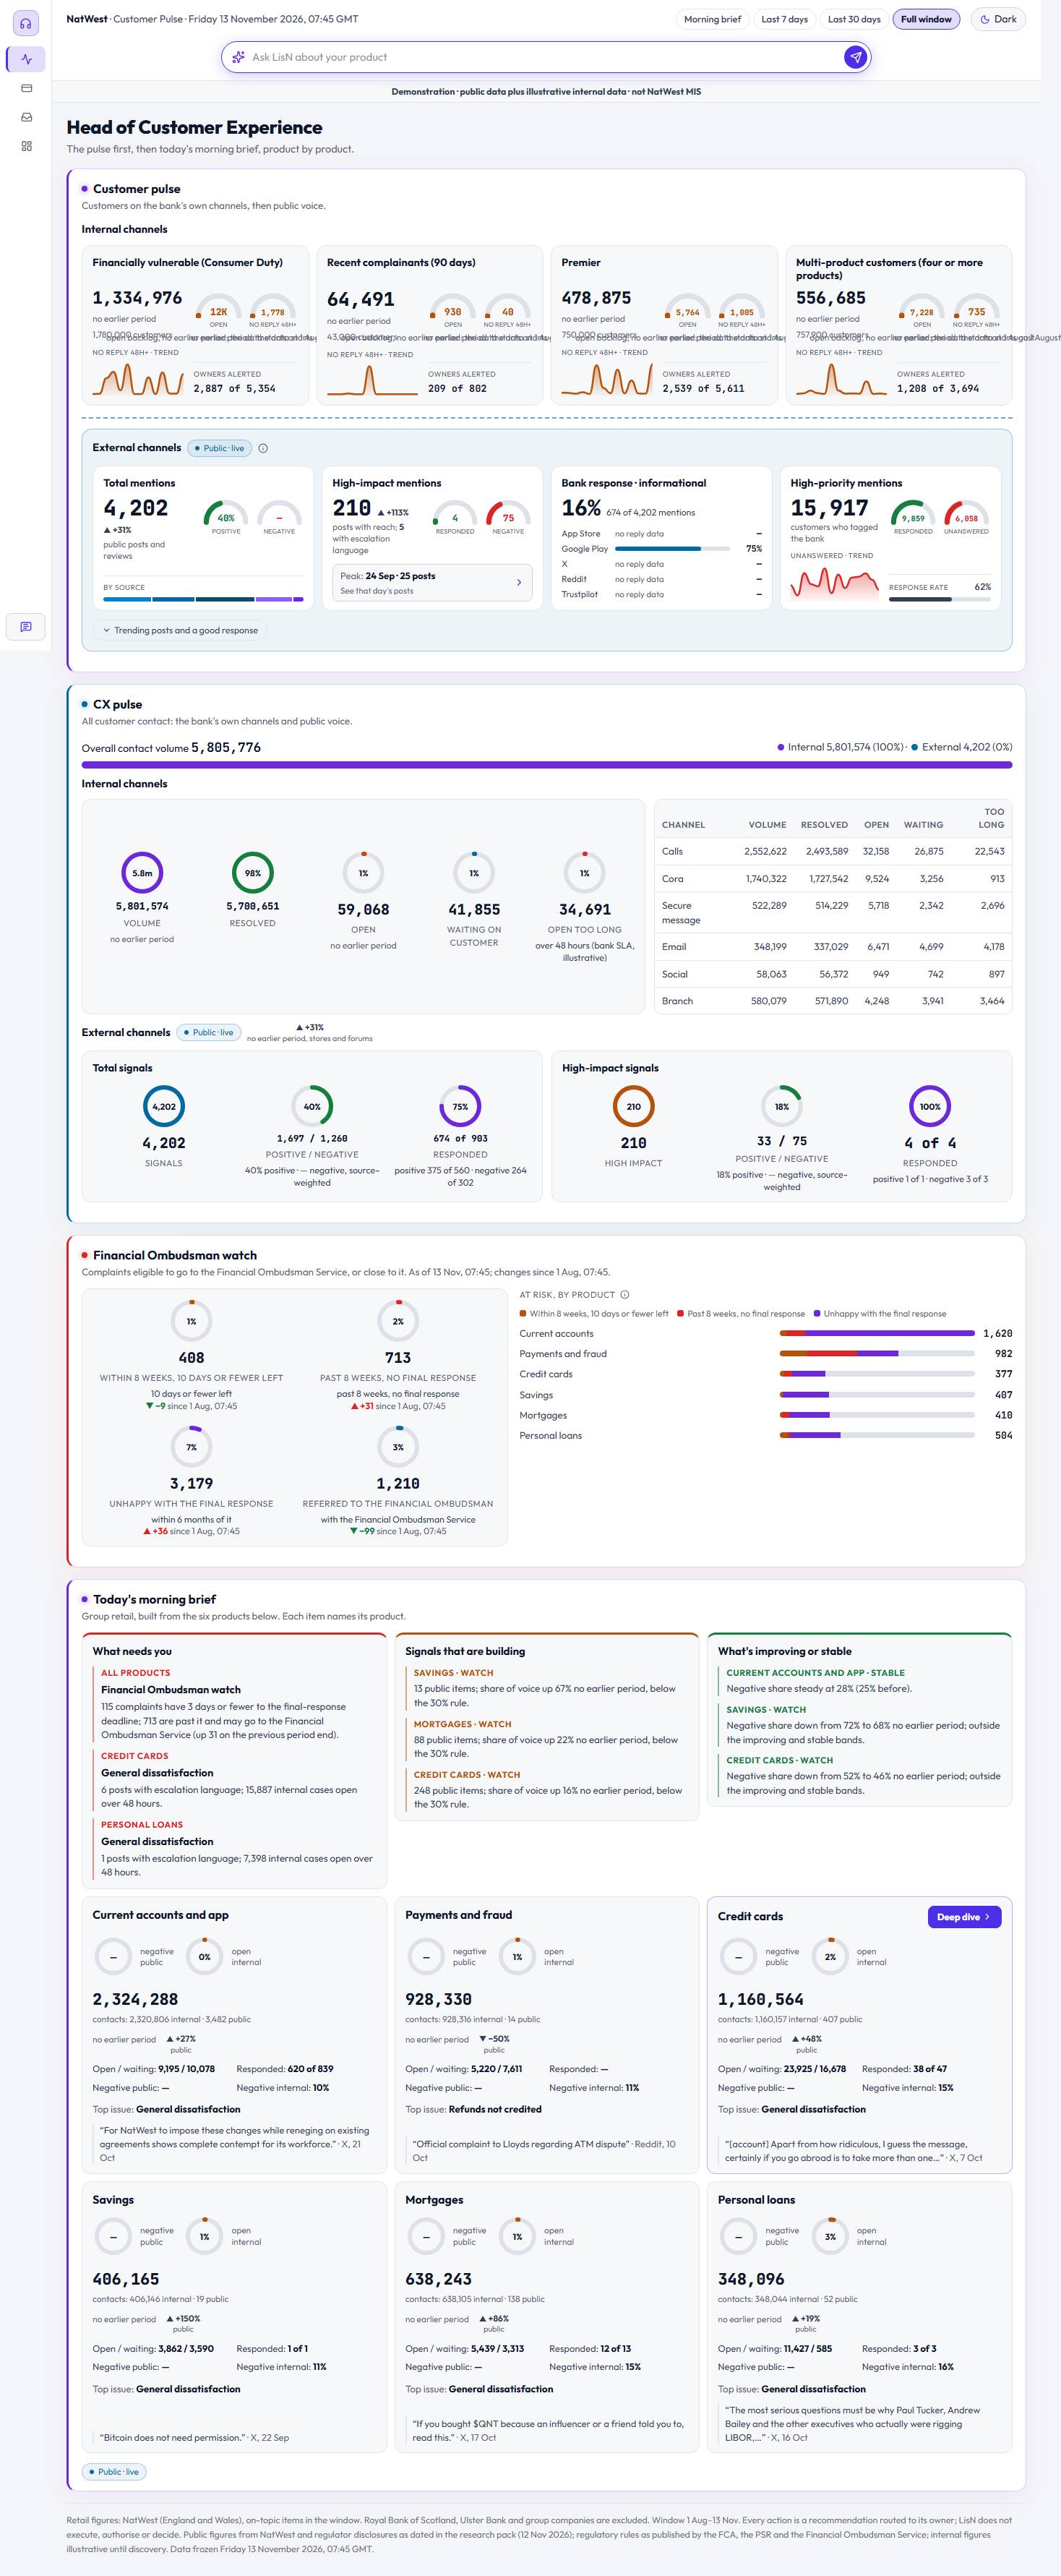 NatWest · Customer Pulse · Friday 13 November 2026, 07:45 GMT
Morning brief
Last 7 days
Last 30 days
Full window
Dark
Ask LisN about your product
Demonstration · public data plus illustrative internal data · not NatWest MIS
Head of Customer Experience
The pulse first, then today's morning brief, product by product.
Customer pulse
Customers on the bank's own channels, then public voice.
Internal channels
Financially vulnerable (Consumer Duty)
1,334,976
no earlier period
1,780,000 customers
12K
OPEN
1,778
NO REPLY 48H+
NO REPLY 48H+ · TREND
OWNERS ALERTED
2,887 of 5,354
Recent complainants (90 days)
64,491
no earlier period
43,000 customers
930
OPEN
40
NO REPLY 48H+
NO REPLY 48H+ · TREND
OWNERS ALERTED
209 of 802
Premier
478,875
no earlier period
750,000 customers
5,764
OPEN
1,005
NO REPLY 48H+
NO REPLY 48H+ · TREND
OWNERS ALERTED
2,539 of 5,611
Multi-product customers (four or more
products)
556,685
no earlier period
757,900 customers
7,228
OPEN
735
NO REPLY 48H+
NO REPLY 48H+ · TREND
OWNERS ALERTED
1,208 of 3,694
External channels
Public · live
Total mentions
4,202
▲ +31%
public posts and
reviews
40%
POSITIVE
–
NEGATIVE
BY SOURCE
High-impact mentions
210 ▲ +113%
posts with reach; 5
with escalation
language
4
RESPONDED
75
NEGATIVE
Peak: 24 Sep · 25 posts
See that day's posts
Bank response · informational
16% 674 of 4,202 mentions
App Store no reply data –
Google Play 75%
X no reply data –
Reddit no reply data –
Trustpilot no reply data –
High-priority mentions
15,917
customers who tagged
the bank
9,859
RESPONDED
6,058
UNANSWERED
UNANSWERED · TREND
RESPONSE RATE 62%
Trending posts and a good response
CX pulse
All customer contact: the bank's own channels and public voice.
Overall contact volume 5,805,776
Internal 5,801,574 (100%) · External 4,202 (0%)
Internal channels
5.8m
5,801,574
VOLUME
no earlier period
98%
5,700,651
RESOLVED
1%
59,068
OPEN
no earlier period
1%
41,855
WAITING ON
CUSTOMER
1%
34,691
OPEN TOO LONG
over 48 hours (bank SLA,
illustrative)
CHANNEL VOLUME RESOLVED OPEN WAITING TOO LONG
Calls 2,552,622 2,493,589 32,158 26,875 22,543
Cora 1,740,322 1,727,542 9,524 3,256 913
Secure message 522,289 514,229 5,718 2,342 2,696
Email 348,199 337,029 6,471 4,699 4,178
Social 58,063 56,372 949 742 897
Branch 580,079 571,890 4,248 3,941 3,464
External channels
Public · live
▲ +31%
no earlier period, stores and forums
Total signals
4,202
4,202
SIGNALS
40%
1,697 / 1,260
POSITIVE / NEGATIVE
40% positive · – negative, source-
weighted
75%
674 of 903
RESPONDED
positive 375 of 560 · negative 264
of 302
High-impact signals
210
210
HIGH IMPACT
18%
33 / 75
POSITIVE / NEGATIVE
18% positive · – negative, source-
weighted
100%
4 of 4
RESPONDED
positive 1 of 1 · negative 3 of 3
Financial Ombudsman watch
Complaints eligible to go to the Financial Ombudsman Service, or close to it. As of 13 Nov, 07:45; changes since 1 Aug, 07:45.
1%
408
WITHIN 8 WEEKS, 10 DAYS OR FEWER LEFT
10 days or fewer left
▼ −9 since 1 Aug, 07:45
2%
713
PAST 8 WEEKS, NO FINAL RESPONSE
past 8 weeks, no final response
▲ +31 since 1 Aug, 07:45
7%
3,179
UNHAPPY WITH THE FINAL RESPONSE
within 6 months of it
▲ +36 since 1 Aug, 07:45
3%
1,210
REFERRED TO THE FINANCIAL OMBUDSMAN
with the Financial Ombudsman Service
▼ −99 since 1 Aug, 07:45
AT RISK, BY PRODUCT
Within 8 weeks, 10 days or fewer left
Past 8 weeks, no final response
Unhappy with the final response
Current accounts 1,620
Payments and fraud 982
Credit cards 377
Savings 407
Mortgages 410
Personal loans 504
Today's morning brief
Group retail, built from the six products below. Each item names its product.
What needs you
ALL PRODUCTS
Financial Ombudsman watch
115 complaints have 3 days or fewer to the final-response
deadline; 713 are past it and may go to the Financial
Ombudsman Service (up 31 on the previous period end).
CREDIT CARDS
General dissatisfaction
6 posts with escalation language; 15,887 internal cases open
over 48 hours.
PERSONAL LOANS
General dissatisfaction
1 posts with escalation language; 7,398 internal cases open over
48 hours.
Signals that are building
SAVINGS · WATCH
13 public items; share of voice up 67% no earlier period, below
the 30% rule.
MORTGAGES · WATCH
88 public items; share of voice up 22% no earlier period, below
the 30% rule.
CREDIT CARDS · WATCH
248 public items; share of voice up 16% no earlier period, below
the 30% rule.
What's improving or stable
CURRENT ACCOUNTS AND APP · STABLE
Negative share steady at 28% (25% before).
SAVINGS · WATCH
Negative share down from 72% to 68% no earlier period; outside
the improving and stable bands.
CREDIT CARDS · WATCH
Negative share down from 52% to 46% no earlier period; outside
the improving and stable bands.
Current accounts and app
– negative public
0% open internal
2,324,288
contacts: 2,320,806 internal · 3,482 public
no earlier period ▲ +27% public
Open / waiting: 9,195 / 10,078 Responded: 620 of 839
Negative public: – Negative internal: 10%
Top issue: General dissatisfaction
“For NatWest to impose these changes while reneging on existing
agreements shows complete contempt for its workforce.” · X, 21
Oct
Payments and fraud
– negative public
1% open internal
928,330
contacts: 928,316 internal · 14 public
no earlier period ▼ −50% public
Open / waiting: 5,220 / 7,611 Responded: –
Negative public: – Negative internal: 11%
Top issue: Refunds not credited
“Official complaint to Lloyds regarding ATM dispute” · Reddit, 10
Oct
Credit cards
Deep dive
– negative public
2% open internal
1,160,564
contacts: 1,160,157 internal · 407 public
no earlier period ▲ +48% public
Open / waiting: 23,925 / 16,678 Responded: 38 of 47
Negative public: – Negative internal: 15%
Top issue: General dissatisfaction
“[account] Apart from how ridiculous, I guess the message,
certainly if you go abroad is to take more than one…” · X, 7 Oct
Savings
– negative public
1% open internal
406,165
contacts: 406,146 internal · 19 public
no earlier period ▲ +150% public
Open / waiting: 3,862 / 3,590 Responded: 1 of 1
Negative public: – Negative internal: 11%
Top issue: General dissatisfaction
“Bitcoin does not need permission.” · X, 22 Sep
Mortgages
– negative public
1% open internal
638,243
contacts: 638,105 internal · 138 public
no earlier period ▲ +86% public
Open / waiting: 5,439 / 3,313 Responded: 12 of 13
Negative public: – Negative internal: 15%
Top issue: General dissatisfaction
“If you bought $QNT because an influencer or a friend told you to,
read this.” · X, 17 Oct
Personal loans
– negative public
3% open internal
348,096
contacts: 348,044 internal · 52 public
no earlier period ▲ +19% public
Open / waiting: 11,427 / 585 Responded: 3 of 3
Negative public: – Negative internal: 16%
Top issue: General dissatisfaction
“The most serious questions must be why Paul Tucker, Andrew
Bailey and the other executives who actually were rigging
LIBOR,…” · X, 16 Oct
Public · live
Retail figures: NatWest (England and Wales), on-topic items in the window. Royal Bank of Scotland, Ulster Bank and group companies are excluded. Window 1 Aug–13 Nov. Every action is a recommendation routed to its owner; LisN does not
execute, authorise or decide. Public figures from NatWest and regulator disclosures as dated in the research pack (12 Nov 2026); regulatory rules as published by the FCA, the PSR and the Financial Ombudsman Service; internal figures
illustrative until discovery. Data frozen Friday 13 November 2026, 07:45 GMT.